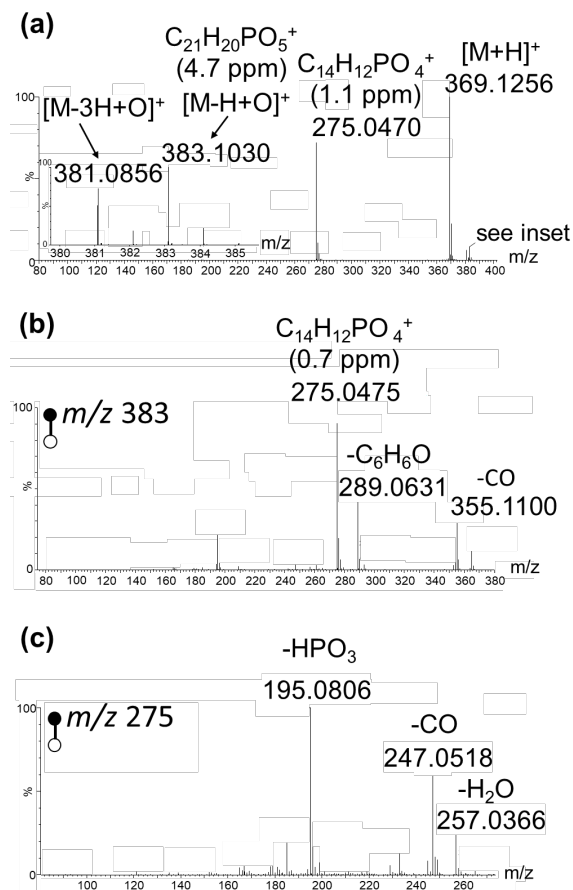 (a)
C21H20PO5+
(4.7 ppm)
C14H12PO4+
(1.1 ppm)
275.0470
[M+H]+
369.1256
[M-3H+O]+
[M-H+O]+
383.1030
381.0856
100
%
0
380 381 382 383 384 385
m/z
see inset
100
%
0
80 100 120 140 160 180 200 220 240 260 280 300 320 340 360 380 400
m/z
(b)
C14H12PO4+
(0.7 ppm)
275.0475
m/z 383
-C6H6O
289.0631
-CO
355.1100
100
%
0
80 100 120 140 160 180 200 220 240 260 280 300 320 340 360 380
m/z
(c)
-HPO3
195.0806
m/z 275
-CO
247.0518
-H2O
257.0366
100
%
0
100 120 140 160 180 200 220 240 260
m/z